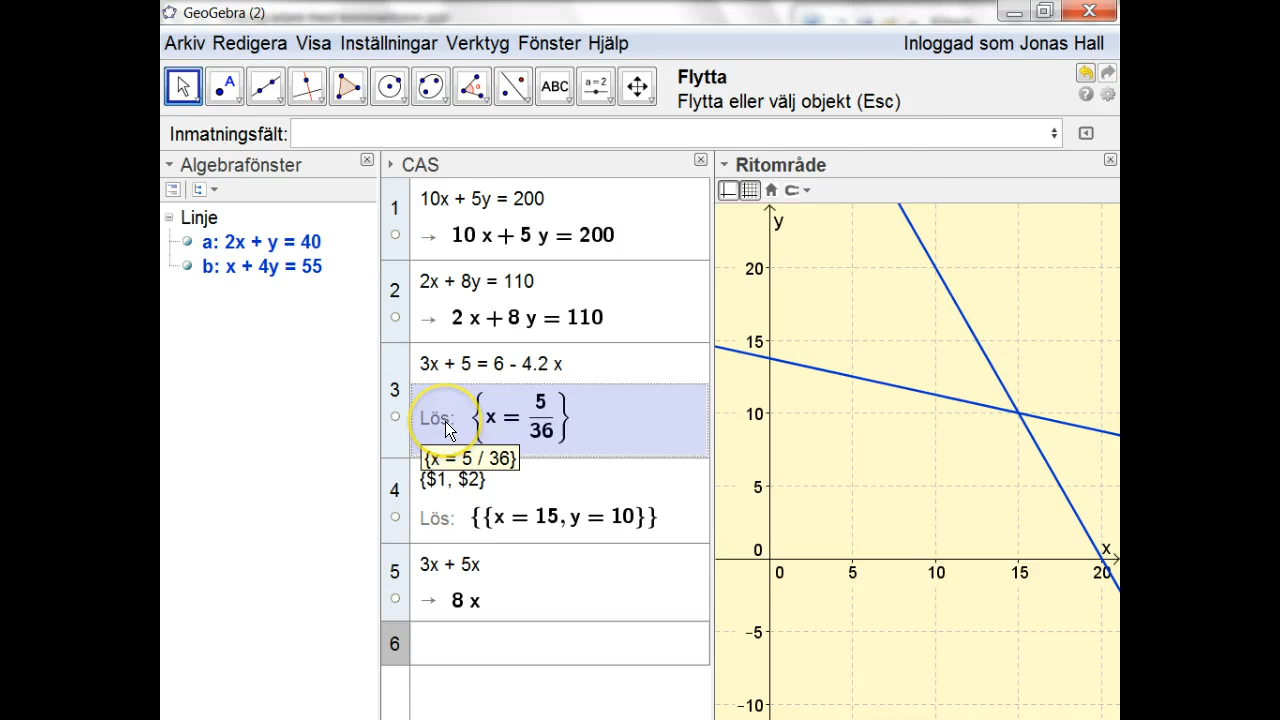 GeoGebra (2)
Arkiv Redigera Visa Inställningar Verktyg Fönster Hjälp
Inloggad som Jonas Hall
A
ABC
a=2
Flytta
Flytta eller välj objekt (Esc)
Inmatningsfält:
Algebrafönster
Linje
a: 2x + y = 40
b: x + 4y = 55
CAS
1
10x + 5y = 200
→ 10 x + 5 y = 200
2
2x + 8y = 110
→ 2 x + 8 y = 110
3
3x + 5 = 6 - 4.2 x
Lös: {x = 5/36}
{x = 5 / 36}
4
{$1, $2}
Lös: {{x = 15, y = 10}}
5
3x + 5x
→ 8 x
6
Ritområde
y
20
15
10
5
0
x
0 5 10 15 20
−5
−10